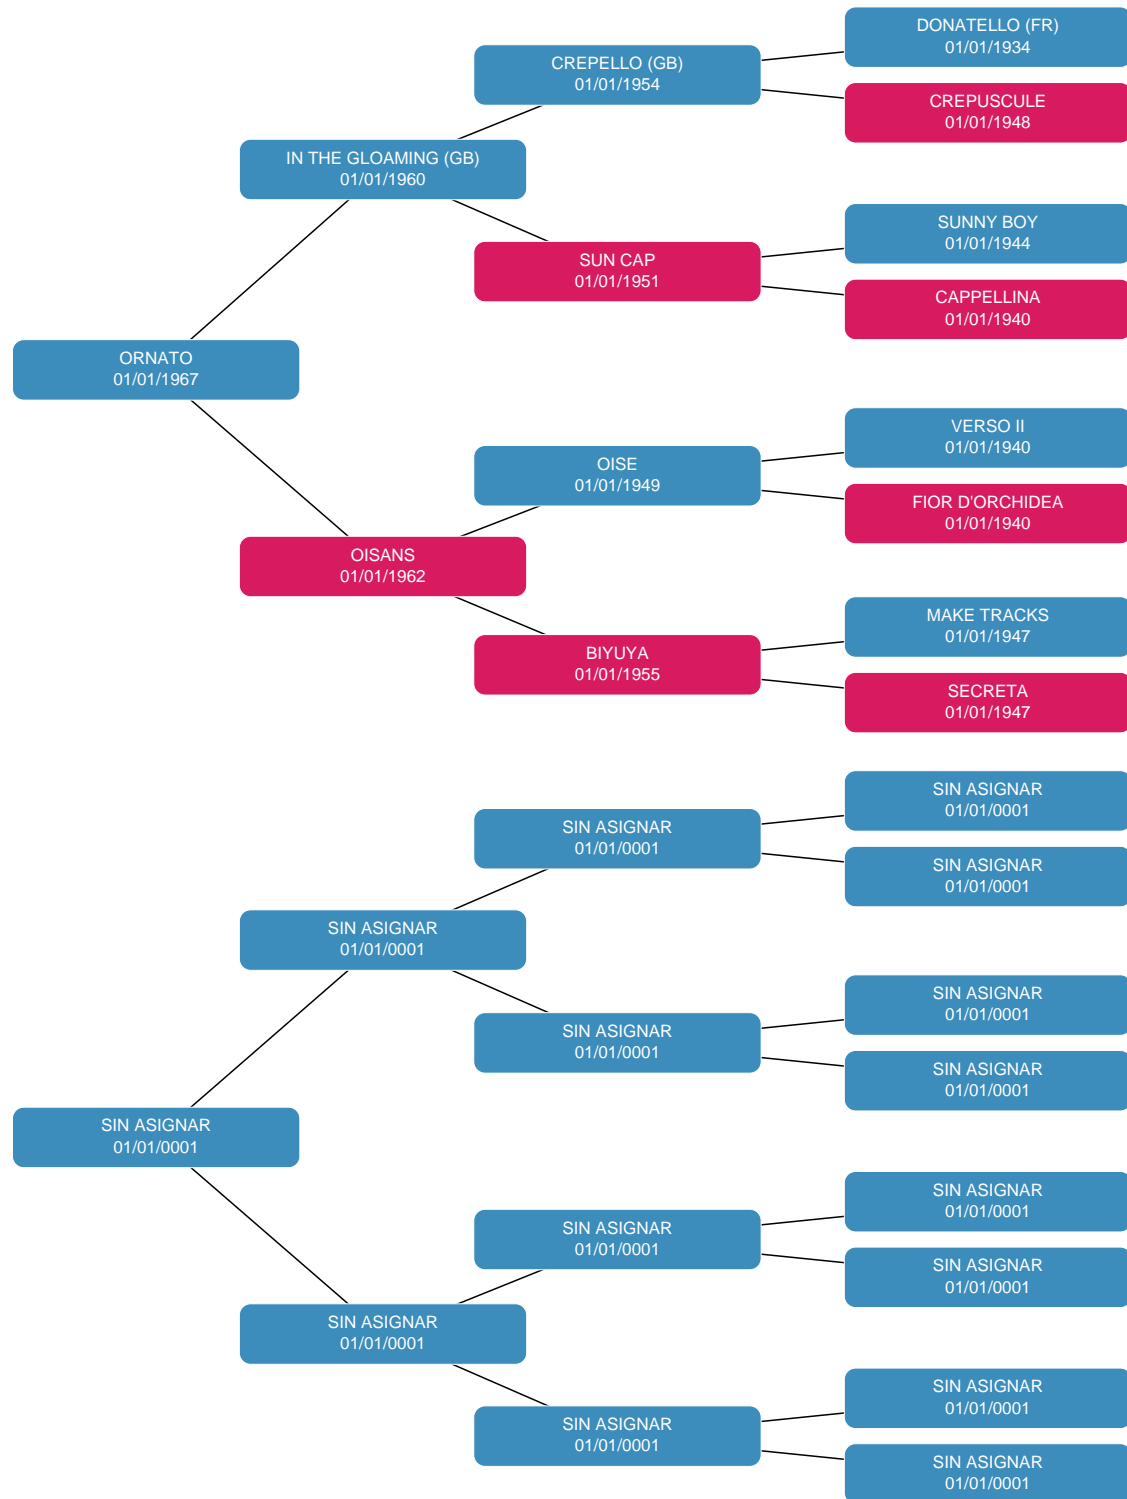 DONATELLO (FR)
01/01/1934
CREPELLO (GB)
01/01/1954
CREPUSCULE
01/01/1948
IN THE GLOAMING (GB)
01/01/1960
SUNNY BOY
01/01/1944
SUN CAP
01/01/1951
CAPPELLINA
01/01/1940
ORNATO
01/01/1967
VERSO II
01/01/1940
OISE
01/01/1949
FIOR D'ORCHIDEA
01/01/1940
OISANS
01/01/1962
MAKE TRACKS
01/01/1947
BIYUYA
01/01/1955
SECRETA
01/01/1947
SIN ASIGNAR
01/01/0001
SIN ASIGNAR
01/01/0001
SIN ASIGNAR
01/01/0001
SIN ASIGNAR
01/01/0001
SIN ASIGNAR
01/01/0001
SIN ASIGNAR
01/01/0001
SIN ASIGNAR
01/01/0001
SIN ASIGNAR
01/01/0001
SIN ASIGNAR
01/01/0001
SIN ASIGNAR
01/01/0001
SIN ASIGNAR
01/01/0001
SIN ASIGNAR
01/01/0001
SIN ASIGNAR
01/01/0001
SIN ASIGNAR
01/01/0001
SIN ASIGNAR
01/01/0001